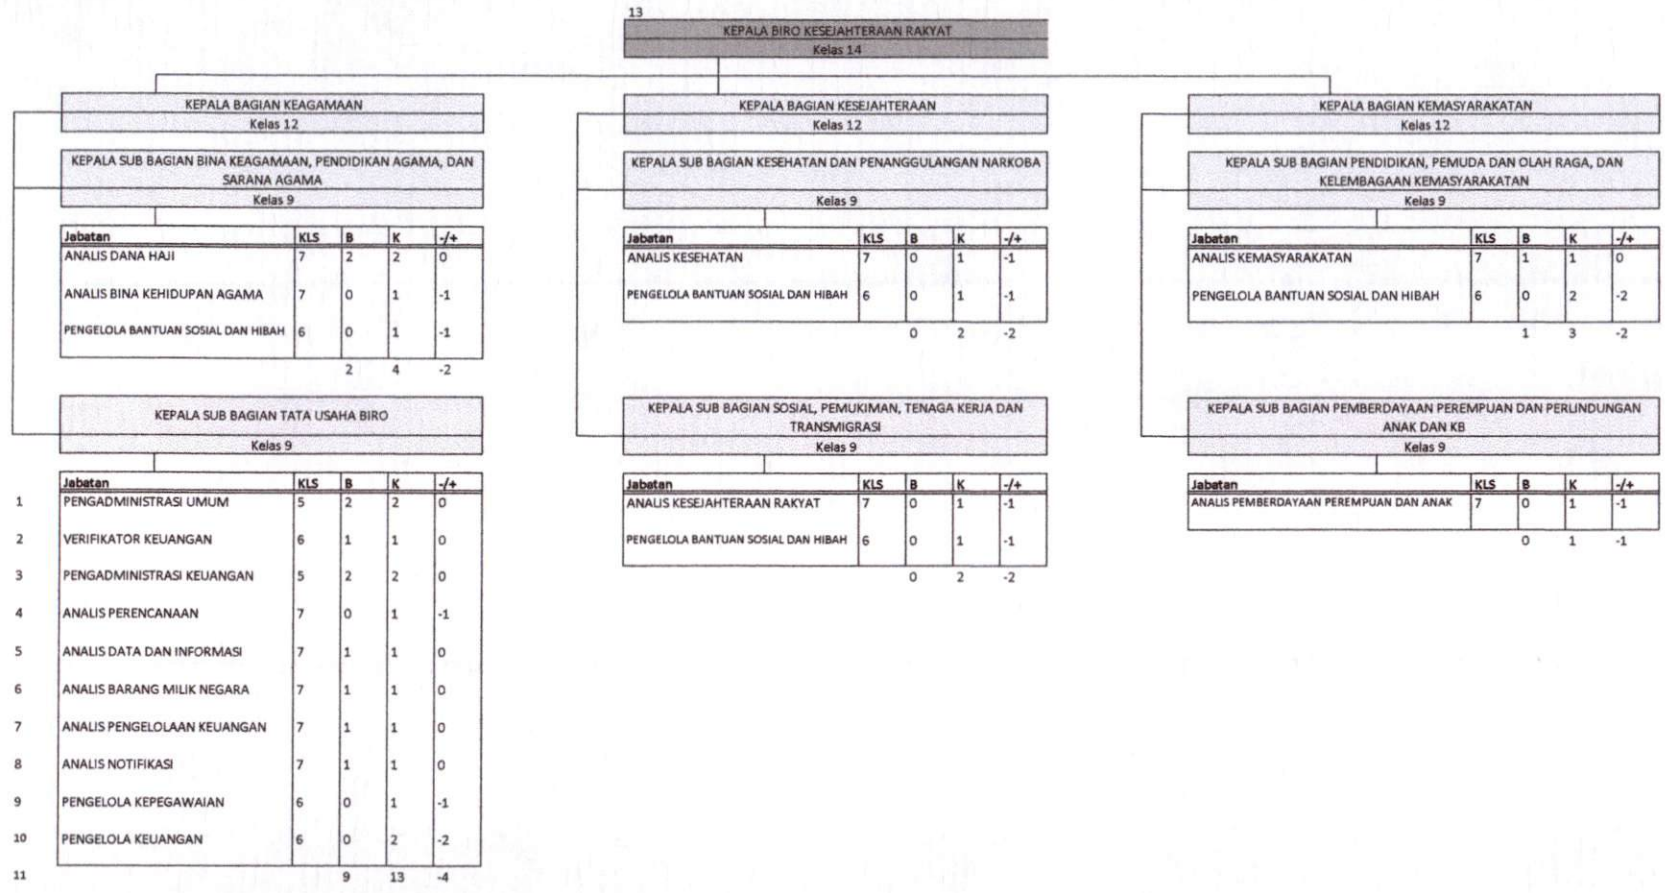 13
KEPALA BIRO KESEJAHTERAAN RAKYAT
Kelas 14
KEPALA BAGIAN KEAGAMAAN
Kelas 12
KEPALA SUB BAGIAN BINA KEAGAMAAN, PENDIDIKAN AGAMA, DAN
SARANA AGAMA
Kelas 9
Jabatan KLS B K -/+
ANALIS DANA HAJI 7 2 2 0
ANALIS BINA KEHIDUPAN AGAMA 7 0 1 -1
PENGELOLA BANTUAN SOSIAL DAN HIBAH 6 0 1 -1
2 4 -2
KEPALA SUB BAGIAN TATA USAHA BIRO
Kelas 9
Jabatan KLS B K -/+
1 PENGADMINISTRASI UMUM 5 2 2 0
2 VERIFIKATOR KEUANGAN 6 1 1 0
3 PENGADMINISTRASI KEUANGAN 5 2 2 0
4 ANALIS PERENCANAAN 7 0 1 -1
5 ANALIS DATA DAN INFORMASI 7 1 1 0
6 ANALIS BARANG MILIK NEGARA 7 1 1 0
7 ANALIS PENGELOLAAN KEUANGAN 7 1 1 0
8 ANALIS NOTIFIKASI 7 1 1 0
9 PENGELOLA KEPEGAWAIAN 6 0 1 -1
10 PENGELOLA KEUANGAN 6 0 2 -2
11 9 13 -4
KEPALA BAGIAN KESEJAHTERAAN
Kelas 12
KEPALA SUB BAGIAN KESEHATAN DAN PENANGGULANGAN NARKOBA
Kelas 9
Jabatan KLS B K -/+
ANALIS KESEHATAN 7 0 1 -1
PENGELOLA BANTUAN SOSIAL DAN HIBAH 6 0 1 -1
0 2 -2
KEPALA SUB BAGIAN SOSIAL, PEMUKIMAN, TENAGA KERJA DAN
TRANSMIGRASI
Kelas 9
Jabatan KLS B K -/+
ANALIS KESEJAHTERAAN RAKYAT 7 0 1 -1
PENGELOLA BANTUAN SOSIAL DAN HIBAH 6 0 1 -1
0 2 -2
KEPALA BAGIAN KEMASYARAKATAN
Kelas 12
KEPALA SUB BAGIAN PENDIDIKAN, PEMUDA DAN OLAH RAGA, DAN
KELEMBAGAAN KEMASYARAKATAN
Kelas 9
Jabatan KLS B K -/+
ANALIS KEMASYARAKATAN 7 1 1 0
PENGELOLA BANTUAN SOSIAL DAN HIBAH 6 0 2 -2
1 3 -2
KEPALA SUB BAGIAN PEMBERDAYAAN PEREMPUAN DAN PERLINDUNGAN
ANAK DAN KB
Kelas 9
Jabatan KLS B K -/+
ANALIS PEMBERDAYAAN PEREMPUAN DAN ANAK 7 0 1 -1
0 1 -1